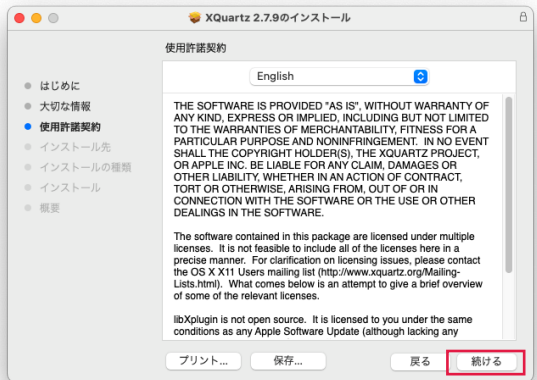 XQuartz 2.7.9のインストール
使用許諾契約
English
はじめに
大切な情報
使用許諾契約
インストール先
インストールの種類
インストール
概要
THE SOFTWARE IS PROVIDED "AS IS", WITHOUT WARRANTY OF
ANY KIND, EXPRESS OR IMPLIED, INCLUDING BUT NOT LIMITED
TO THE WARRANTIES OF MERCHANTABILITY, FITNESS FOR A
PARTICULAR PURPOSE AND NONINFRINGEMENT.  IN NO EVENT
SHALL THE COPYRIGHT HOLDER(S), THE XQUARTZ PROJECT,
OR APPLE INC. BE LIABLE FOR ANY CLAIM, DAMAGES OR
OTHER LIABILITY, WHETHER IN AN ACTION OF CONTRACT,
TORT OR OTHERWISE, ARISING FROM, OUT OF OR IN
CONNECTION WITH THE SOFTWARE OR THE USE OR OTHER
DEALINGS IN THE SOFTWARE.
The software contained in this package are licensed under multiple
licenses.  It is not feasible to include all of the licenses here in a
precise manner.  For clarification on licensing issues, please contact
the OS X X11 Users mailing list (http://www.xquartz.org/Mailing-
Lists.html).  What comes below is an attempt to give a brief overview
of some of the relevant licenses.
libXplugin is not open source.  It is licensed to you under the same
conditions as any Apple Software Update (although lacking any
プリント...
保存...
戻る
続ける